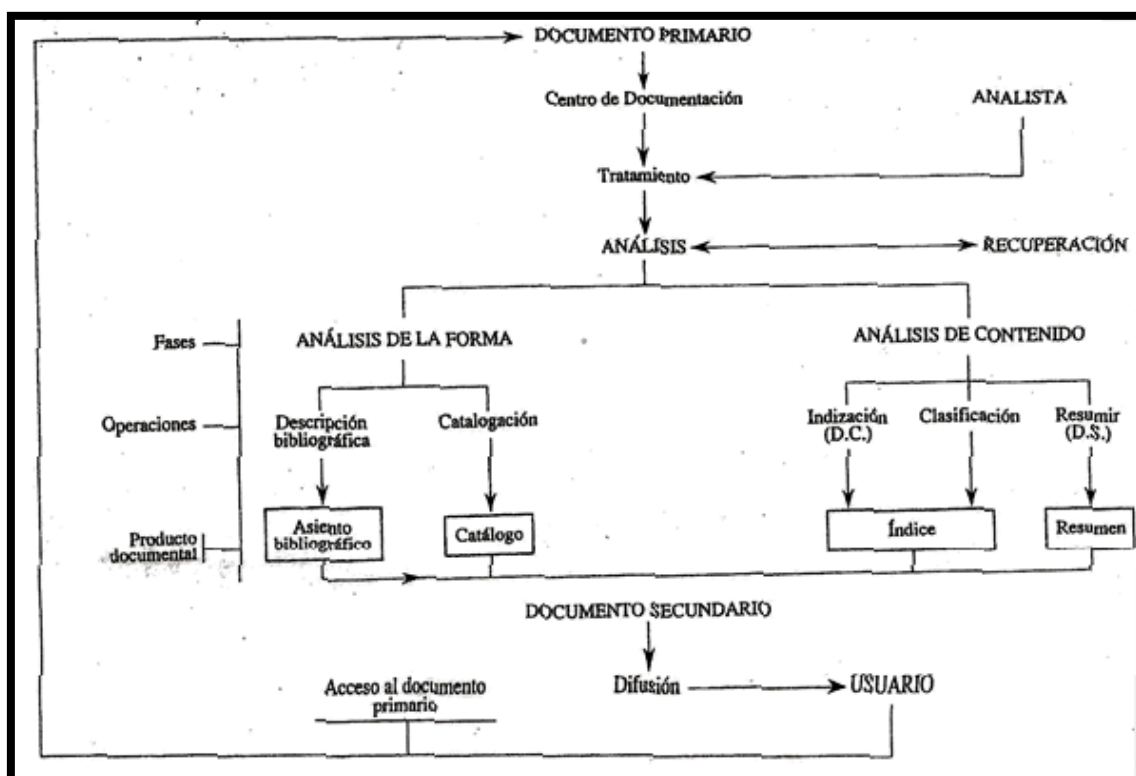 DOCUMENTO PRIMARIO
Centro de Documentación
ANALISTA
Tratamiento
ANÁLISIS
RECUPERACIÓN
Fases
ANÁLISIS DE LA FORMA
ANÁLISIS DE CONTENIDO
Operaciones
Descripción
bibliográfica
Catalogación
Indización
(D.C.)
Clasificación
Resumir
(D.S.)
Producto
documental
Asiento
bibliográfico
Catálogo
Índice
Resumen
DOCUMENTO SECUNDARIO
Difusión
USUARIO
Acceso al documento
primario